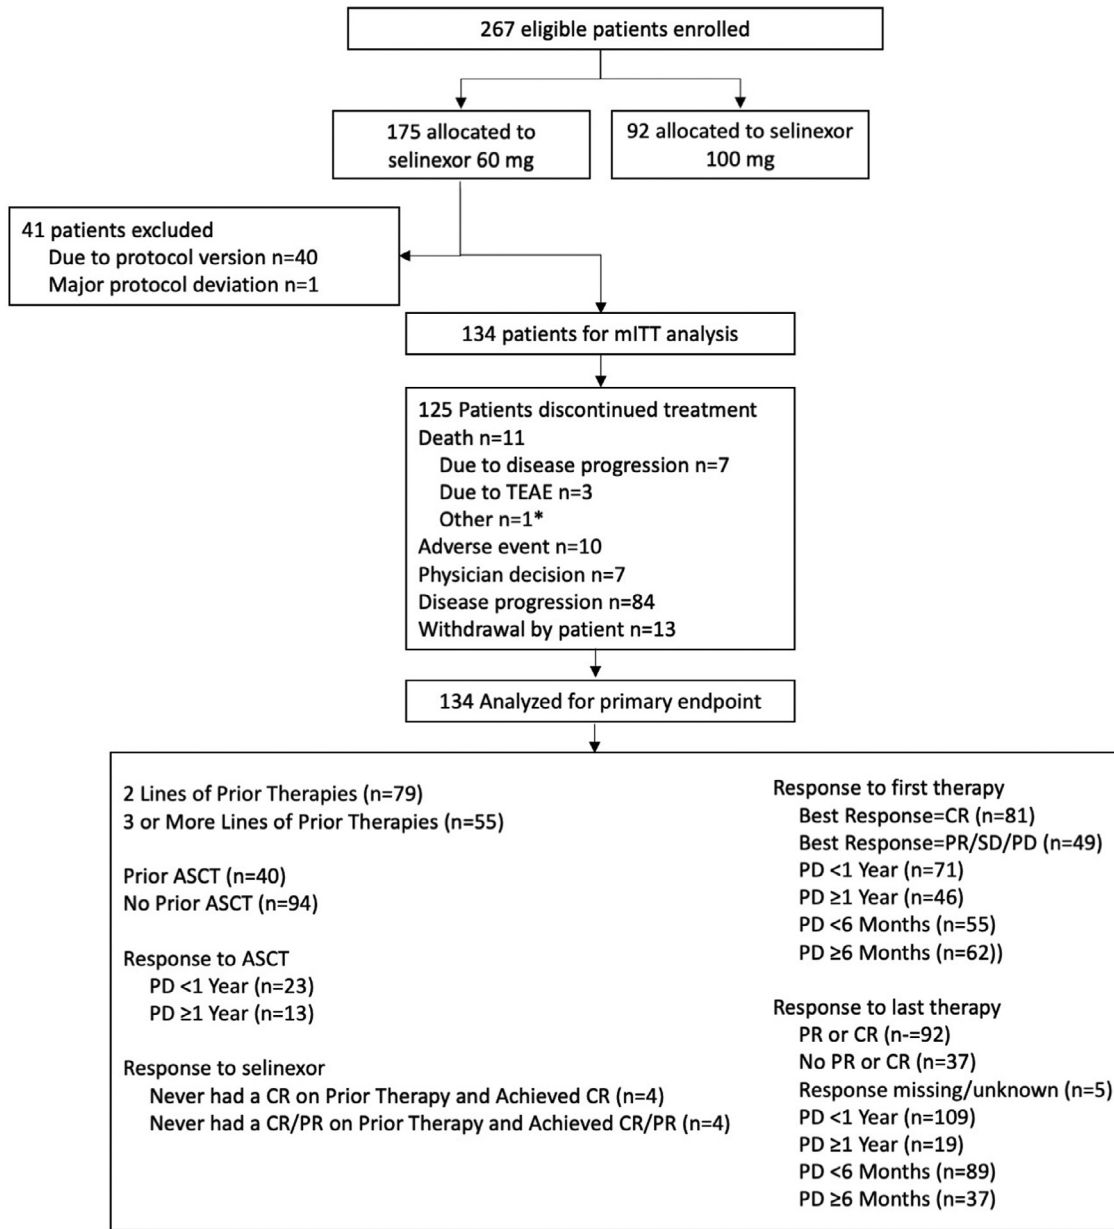 267 eligible patients enrolled
175 allocated to
selinexor 60 mg
92 allocated to selinexor
100 mg
41 patients excluded
Due to protocol version n=40
Major protocol deviation n=1
134 patients for mITT analysis
125 Patients discontinued treatment
Death n=11
Due to disease progression n=7
Due to TEAE n=3
Other n=1*
Adverse event n=10
Physician decision n=7
Disease progression n=84
Withdrawal by patient n=13
134 Analyzed for primary endpoint
2 Lines of Prior Therapies (n=79)
3 or More Lines of Prior Therapies (n=55)
Prior ASCT (n=40)
No Prior ASCT (n=94)
Response to ASCT
PD <1 Year (n=23)
PD ≥1 Year (n=13)
Response to selinexor
Never had a CR on Prior Therapy and Achieved CR (n=4)
Never had a CR/PR on Prior Therapy and Achieved CR/PR (n=4)
Response to first therapy
Best Response=CR (n=81)
Best Response=PR/SD/PD (n=49)
PD <1 Year (n=71)
PD ≥1 Year (n=46)
PD <6 Months (n=55)
PD ≥6 Months (n=62))
Response to last therapy
PR or CR (n-=92)
No PR or CR (n=37)
Response missing/unknown (n=5)
PD <1 Year (n=109)
PD ≥1 Year (n=19)
PD <6 Months (n=89)
PD ≥6 Months (n=37)